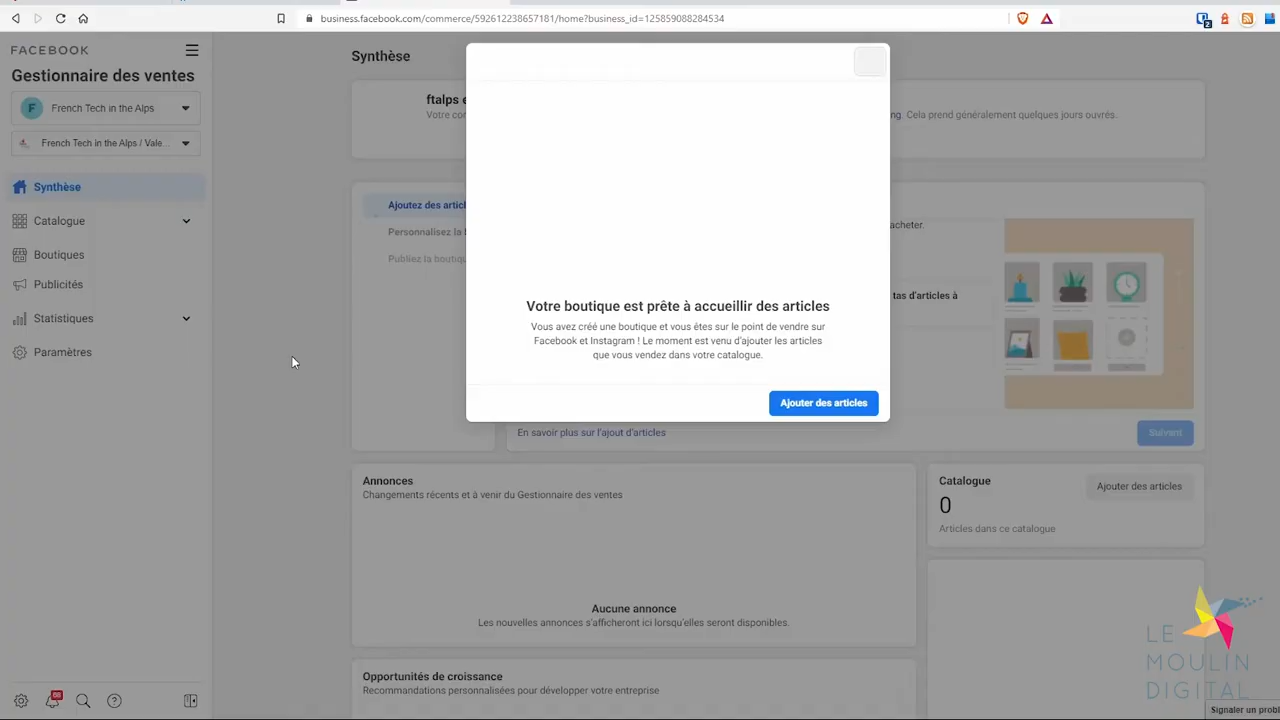 business.facebook.com/commerce/592612238657181/home?business_id=125859088284534
2
FACEBOOK
Gestionnaire des ventes
F
French Tech in the Alps
French Tech in the Alps / Vale...
Synthèse
Catalogue
Boutiques
Publicités
Statistiques
Paramètres
68
Synthèse
ftalps e
Votre con
ng. Cela prend généralement quelques jours ouvrés.
Ajoutez des articl
Personnalisez la b
Publiez la boutiqu
acheter.
tas d'articles à
Votre boutique est prête à accueillir des articles
Vous avez créé une boutique et vous êtes sur le point de vendre sur
Facebook et Instagram ! Le moment est venu d'ajouter les articles
que vous vendez dans votre catalogue.
Ajouter des articles
En savoir plus sur l'ajout d'articles
Suivant
Annonces
Changements récents et à venir du Gestionnaire des ventes
Aucune annonce
Les nouvelles annonces s'afficheront ici lorsqu'elles seront disponibles.
Catalogue
Ajouter des articles
0
Articles dans ce catalogue
Opportunités de croissance
Recommandations personnalisées pour développer votre entreprise
LE
MOULIN
DIGITAL
Signaler un probl